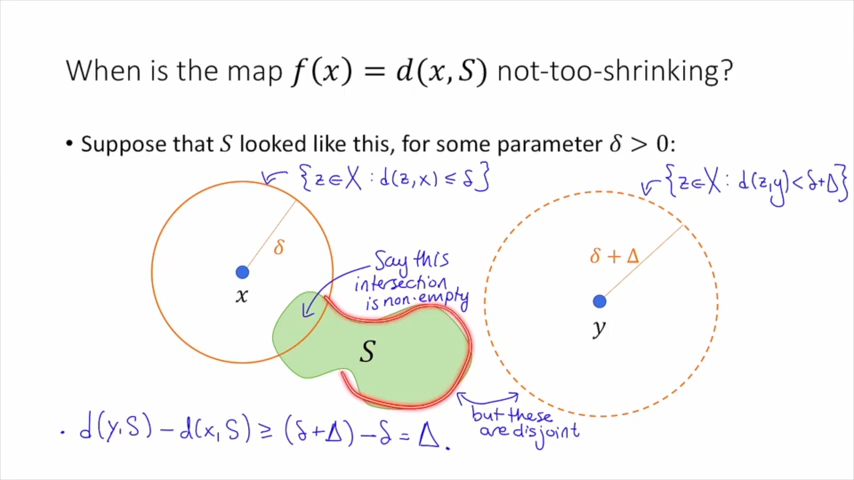 When is the map f(x) = d(x, S) not-too-shrinking?
• Suppose that S looked like this, for some parameter δ > 0:
{z∈X : d(z,x) ≤ δ}
{z∈X : d(z,y) < δ+Δ}
δ
δ + Δ
Say this
intersection
is non-empty
x
y
S
but these
are disjoint
· d(y,S) – d(x,S) ≥ (δ+Δ) – δ = Δ.